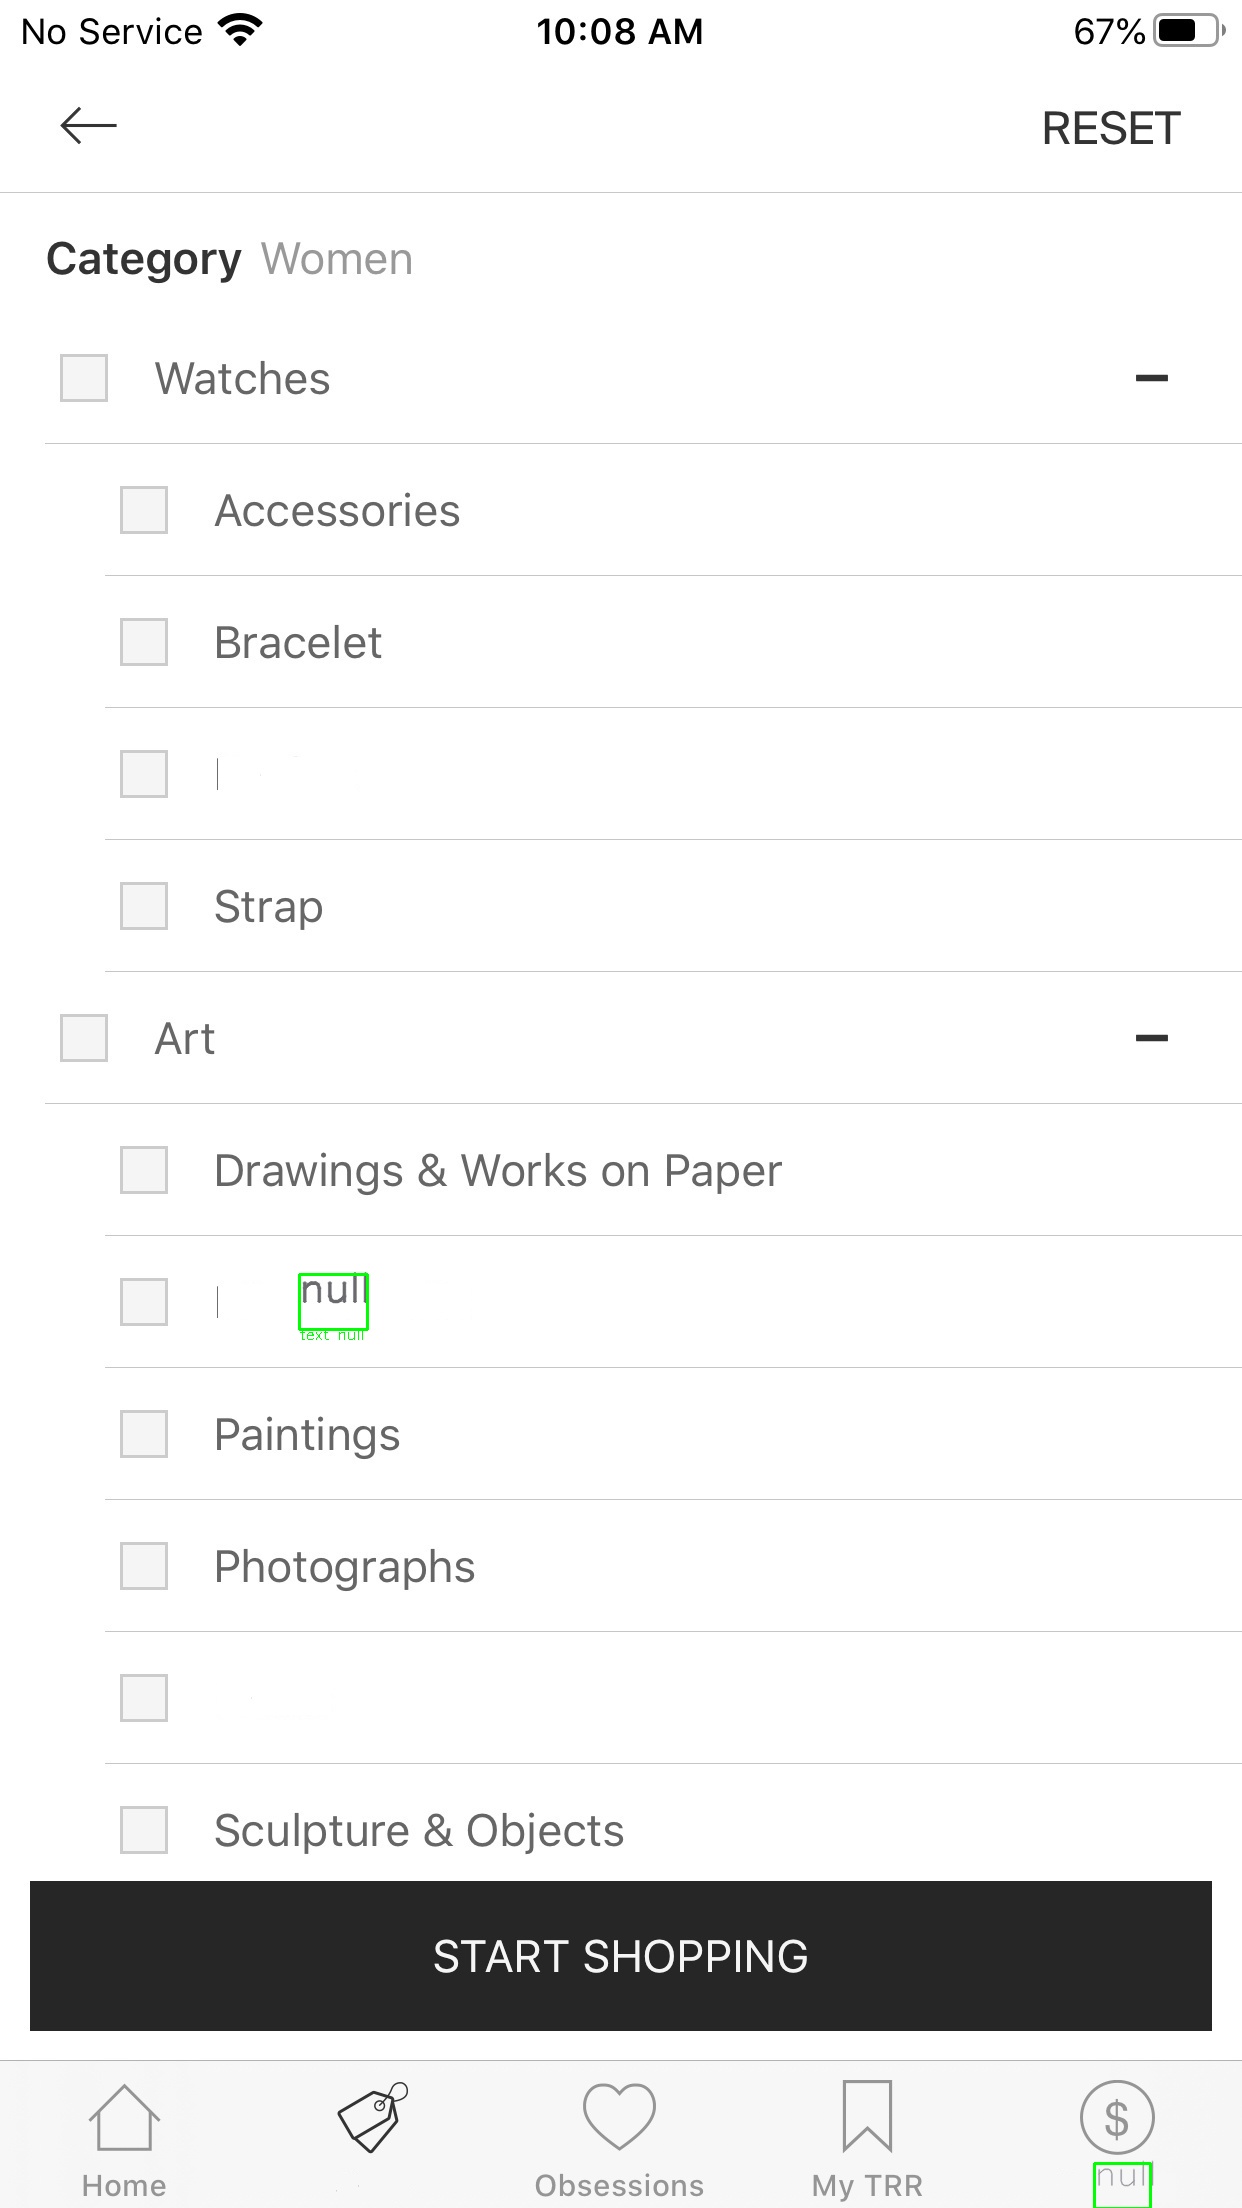 No Service 10:08 AM 67%
RESET
Category Women
Watches
Accessories
Bracelet
Strap
Art
Drawings & Works on Paper
null
text null
Paintings
Photographs
Sculpture & Objects
START SHOPPING
$
Home Obsessions My TRR null